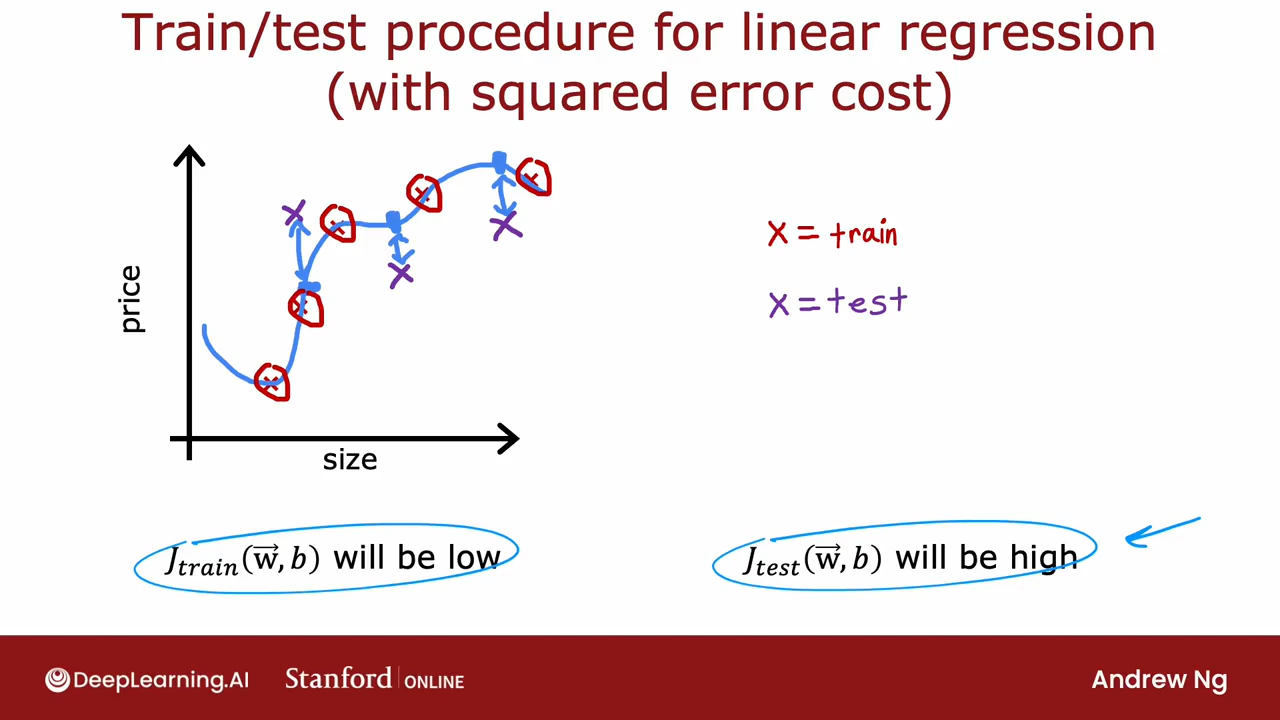 Train/test procedure for linear regression
(with squared error cost)
price
size
x = train
x = test
J_train(w⃗, b) will be low
J_test(w⃗, b) will be high
DeepLearning.AI
Stanford | ONLINE
Andrew Ng